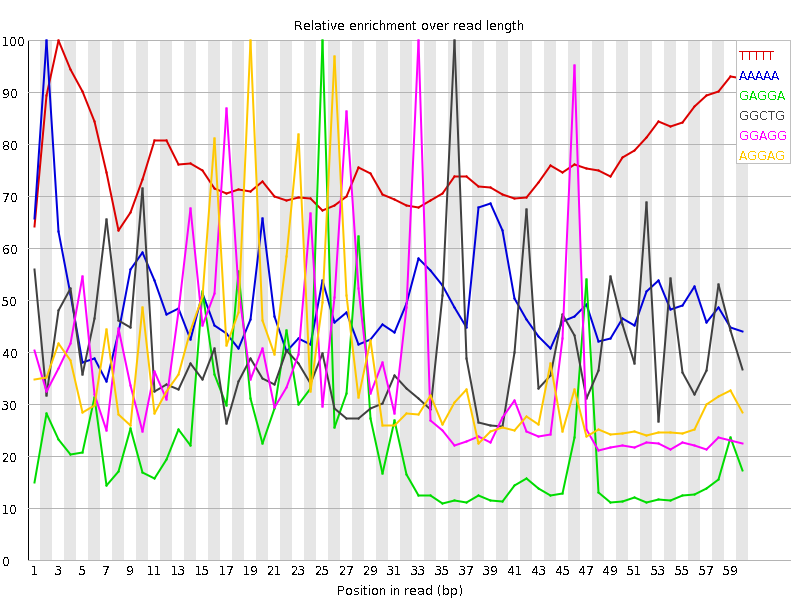 Relative enrichment over read length
100
90
80
70
60
50
40
30
20
10
0
TTTTT
AAAAA
GAGGA
GGCTG
GGAGG
AGGAG
1 3 5 7 9 11 13 15 17 19 21 23 25 27 29 31 33 35 37 39 41 43 45 47 49 51 53 55 57 59
Position in read (bp)